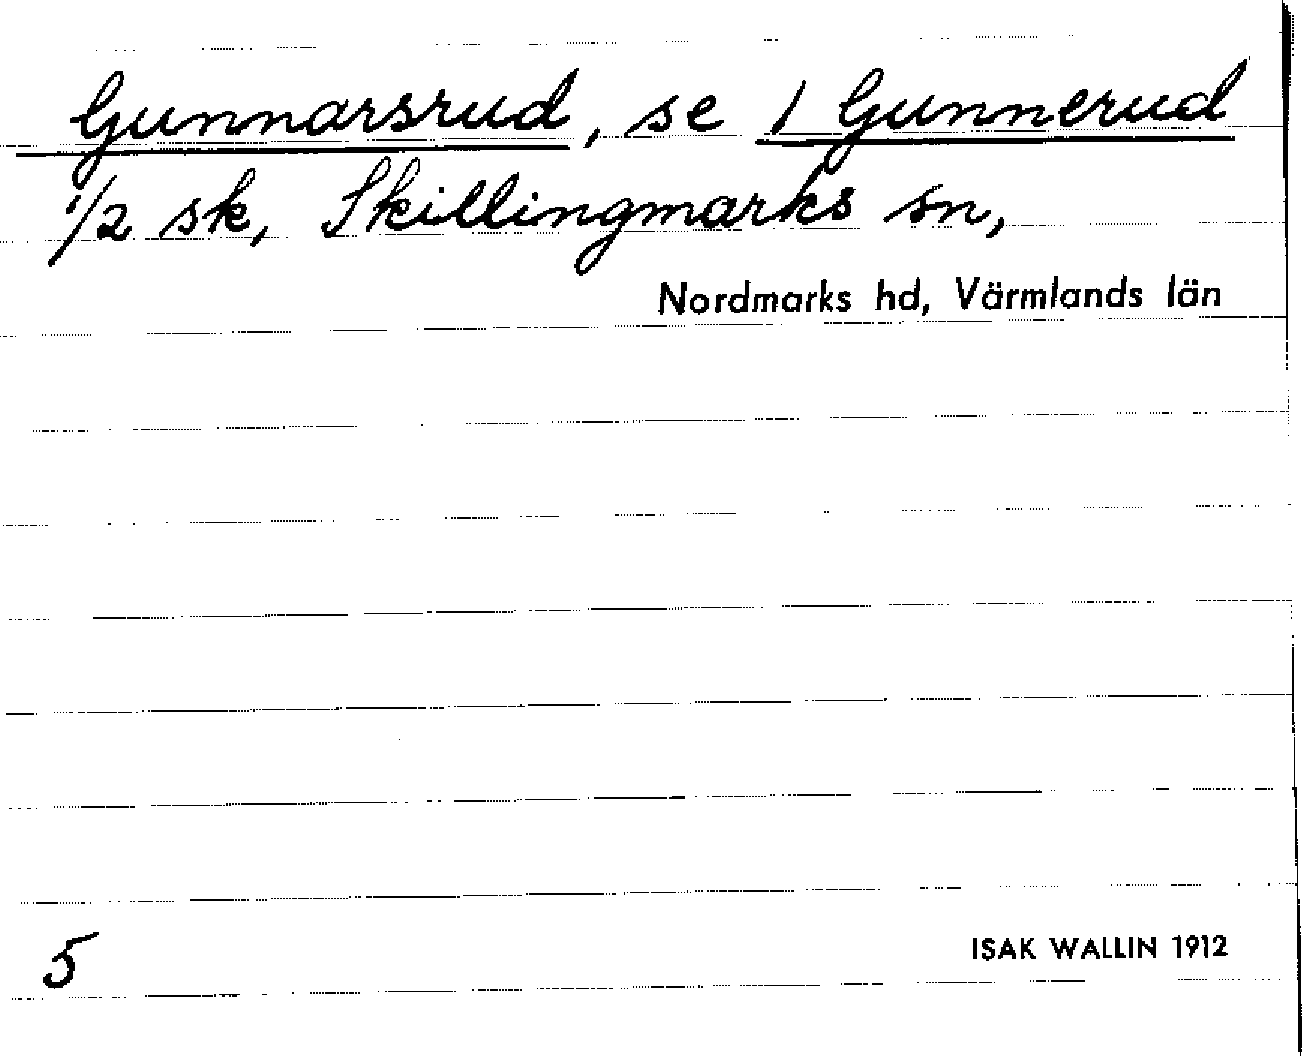 Gunnarsrud, se 1 Gunnerud
1/2 sk, Skillingmarks sn,
Nordmarks hd, Värmlands län
5
ISAK WALLIN 1912